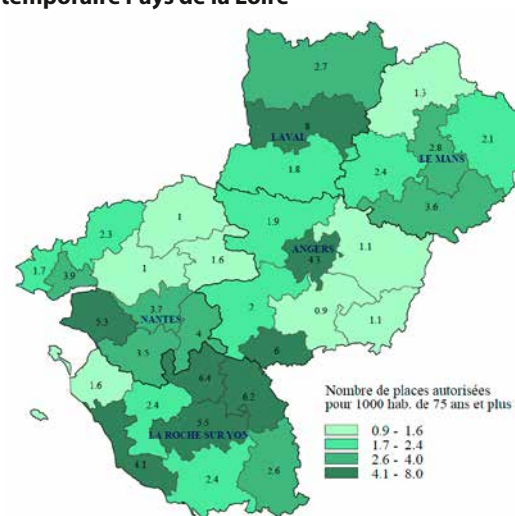 temporaire Pays de la Loire
2.7
1.3
8
LAVAL
2.1
2.8
LE MANS
2.4
1.8
3.6
1
1.9
2.3
ANGERS
4.3
1.1
1.6
1
1.7
3.9
3.7
NANTES
5.3
2
0.9
1.1
4
3.5
6
6.4
1.6
6.2
2.4
5.5
LA ROCHE SUR YON
4.1
2.4
2.6
Nombre de places autorisées
pour 1000 hab. de 75 ans et plus
0.9 - 1.6
1.7 - 2.4
2.6 - 4.0
4.1 - 8.0